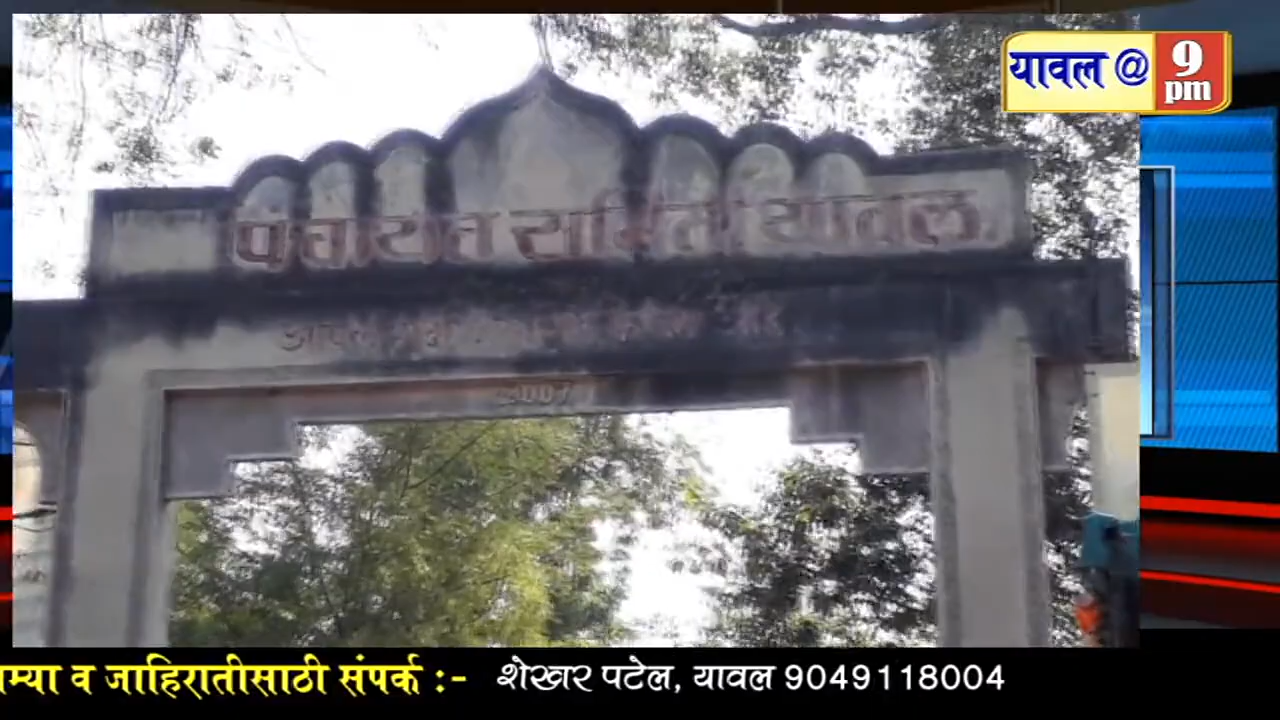 यावल @ 9 pm
पंचायत समिती यावल
2007
म्या व जाहिरातीसाठी संपर्क :- शेखर पटेल, यावल 9049118004